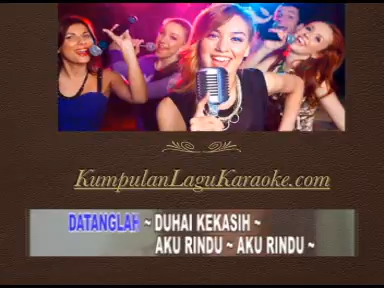 KumpulanLaguKaraoke.com
DATANGLAH ~ DUHAI KEKASIH ~
AKU RINDU ~ AKU RINDU ~